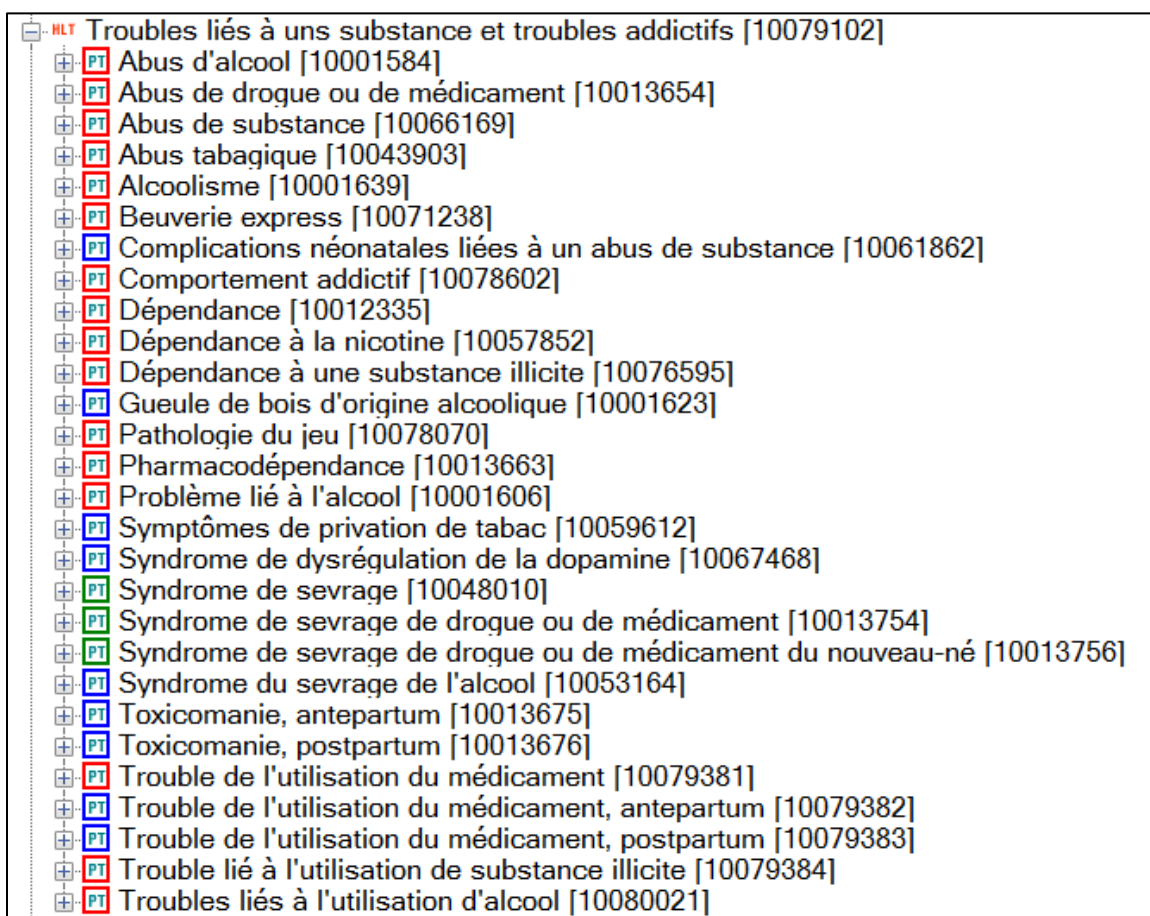 HLT Troubles liés à uns substance et troubles addictifs [10079102]
PT Abus d'alcool [10001584]
PT Abus de drogue ou de médicament [10013654]
PT Abus de substance [10066169]
PT Abus tabagique [10043903]
PT Alcoolisme [10001639]
PT Beuverie express [10071238]
PT Complications néonatales liées à un abus de substance [10061862]
PT Comportement addictif [10078602]
PT Dépendance [10012335]
PT Dépendance à la nicotine [10057852]
PT Dépendance à une substance illicite [10076595]
PT Gueule de bois d'origine alcoolique [10001623]
PT Pathologie du jeu [10078070]
PT Pharmacodépendance [10013663]
PT Problème lié à l'alcool [10001606]
PT Symptômes de privation de tabac [10059612]
PT Syndrome de dysrégulation de la dopamine [10067468]
PT Syndrome de sevrage [10048010]
PT Syndrome de sevrage de drogue ou de médicament [10013754]
PT Syndrome de sevrage de drogue ou de médicament du nouveau-né [10013756]
PT Syndrome du sevrage de l'alcool [10053164]
PT Toxicomanie, antepartum [10013675]
PT Toxicomanie, postpartum [10013676]
PT Trouble de l'utilisation du médicament [10079381]
PT Trouble de l'utilisation du médicament, antepartum [10079382]
PT Trouble de l'utilisation du médicament, postpartum [10079383]
PT Trouble lié à l'utilisation de substance illicite [10079384]
PT Troubles liés à l'utilisation d'alcool [10080021]